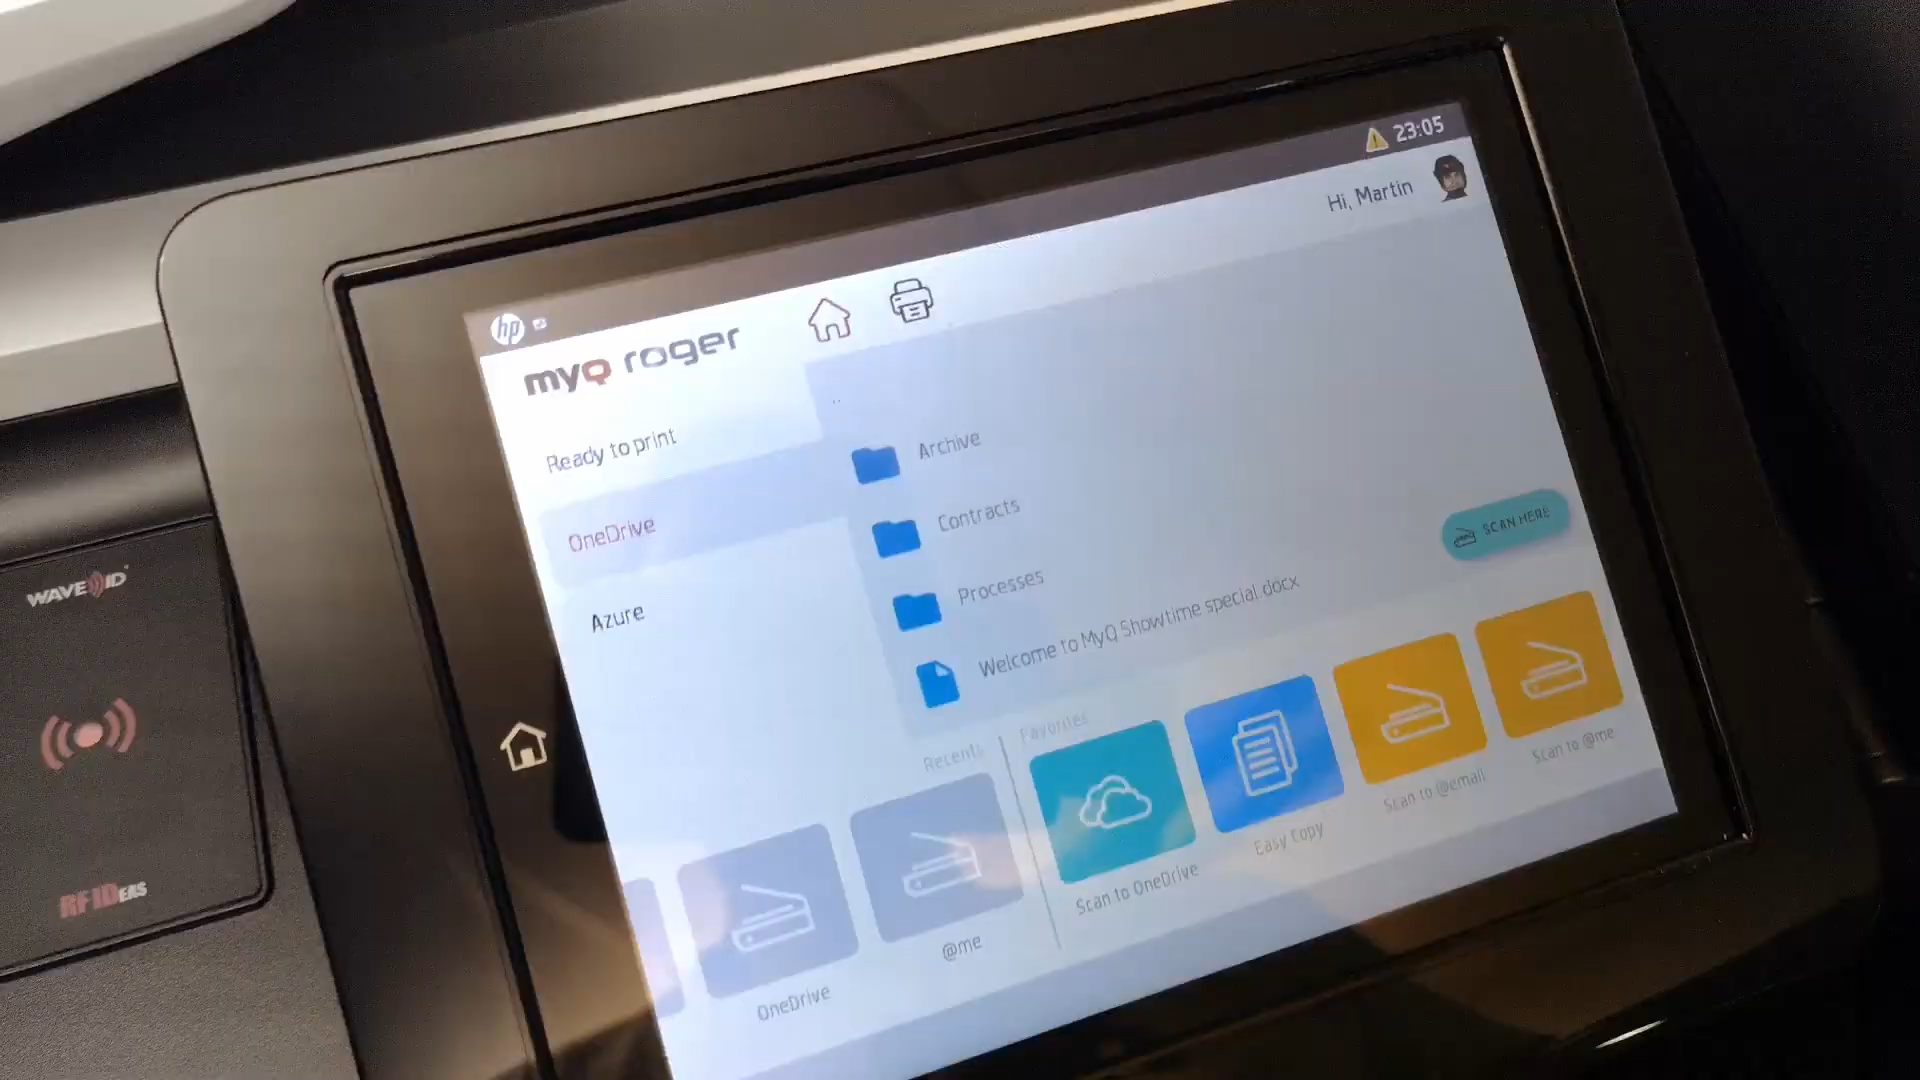 23:05
Hi, Martin
hp
myQ roger
Ready to print
OneDrive
Azure
..
Archive
Contracts
Processes
Welcome to MyQ Showtime special.docx
SCAN HERE
Recents
Favorites
OneDrive
@me
Scan to OneDrive
Easy Copy
Scan to @email
Scan to @me
WAVE ID
RFIDEAS